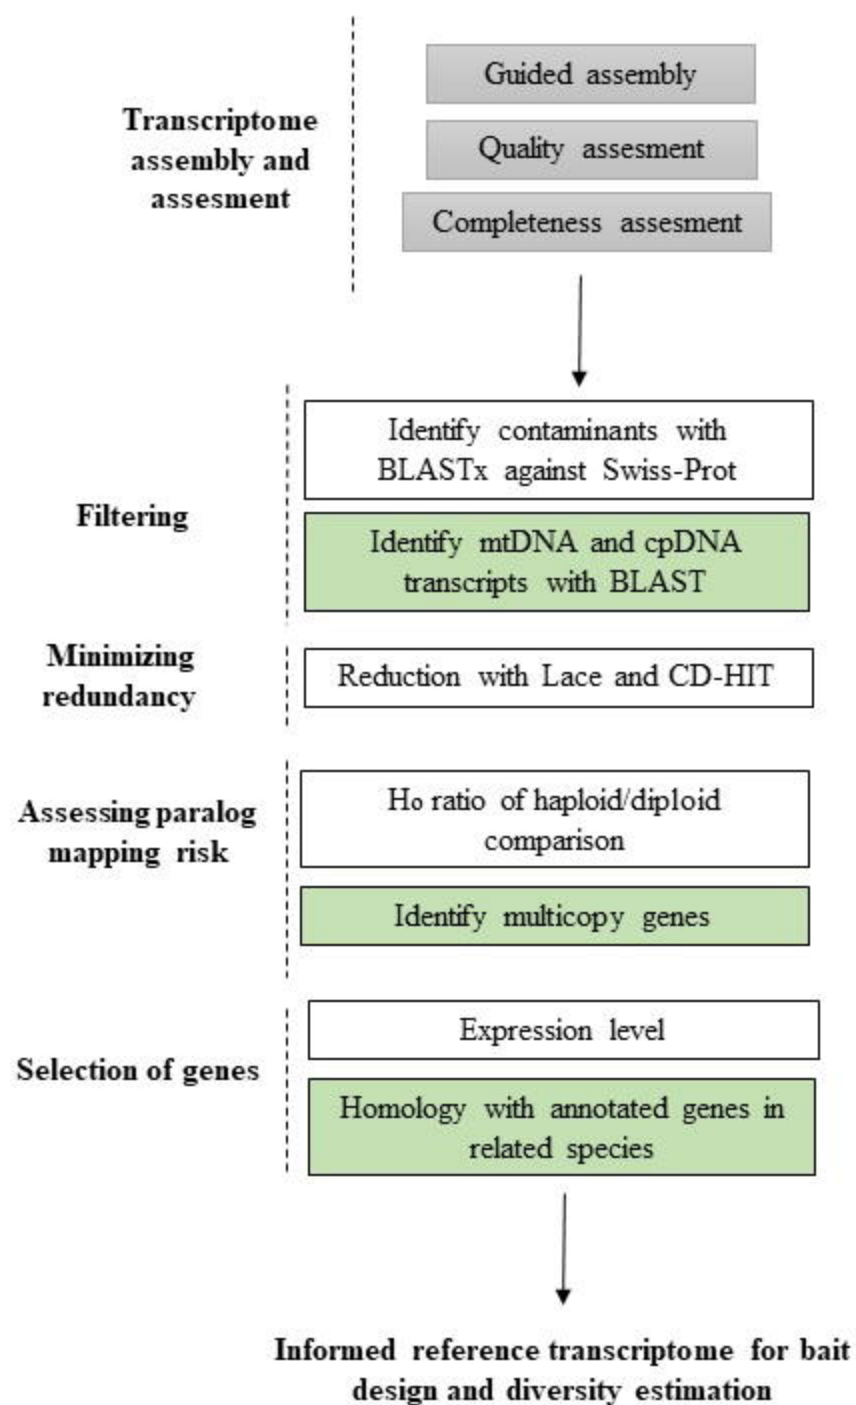 Transcriptome
assembly and
assesment
Guided assembly
Quality assesment
Completeness assesment
Filtering
Identify contaminants with
BLASTx against Swiss-Prot
Identify mtDNA and cpDNA
transcripts with BLAST
Minimizing
redundancy
Reduction with Lace and CD-HIT
Assessing paralog
mapping risk
Ho ratio of haploid/diploid
comparison
Identify multicopy genes
Selection of genes
Expression level
Homology with annotated genes in
related species
Informed reference transcriptome for bait
design and diversity estimation